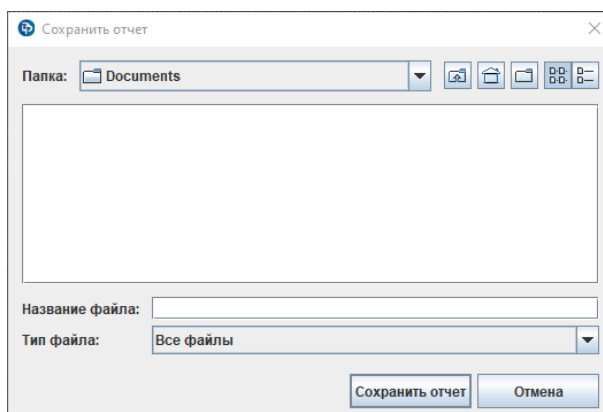 Сохранить отчет
Папка: Documents
Название файла:
Тип файла: Все файлы
Сохранить отчет Отмена